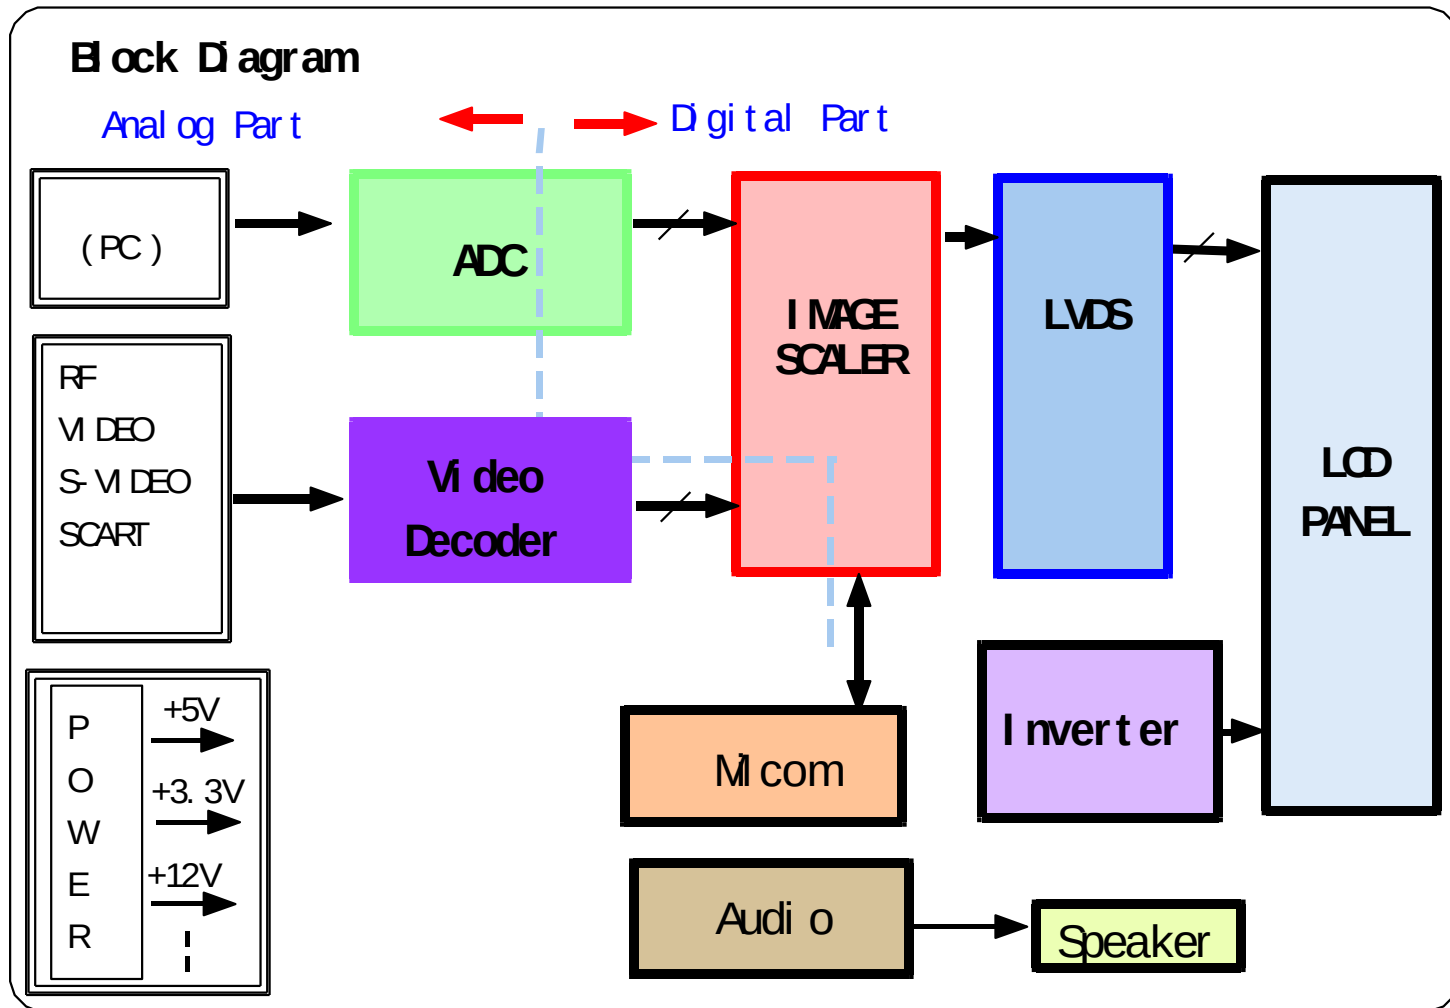 Block Diagram
Analog Part
Digital Part
(PC)
ADC
IMAGE
SCALER
LVDS
LCD
PANEL
RF
VIDEO
S-VIDEO
SCART
Video
Decoder
P
O
W
E
R
+5V
+3.3V
+12V
Micom
Inverter
Audio
Speaker